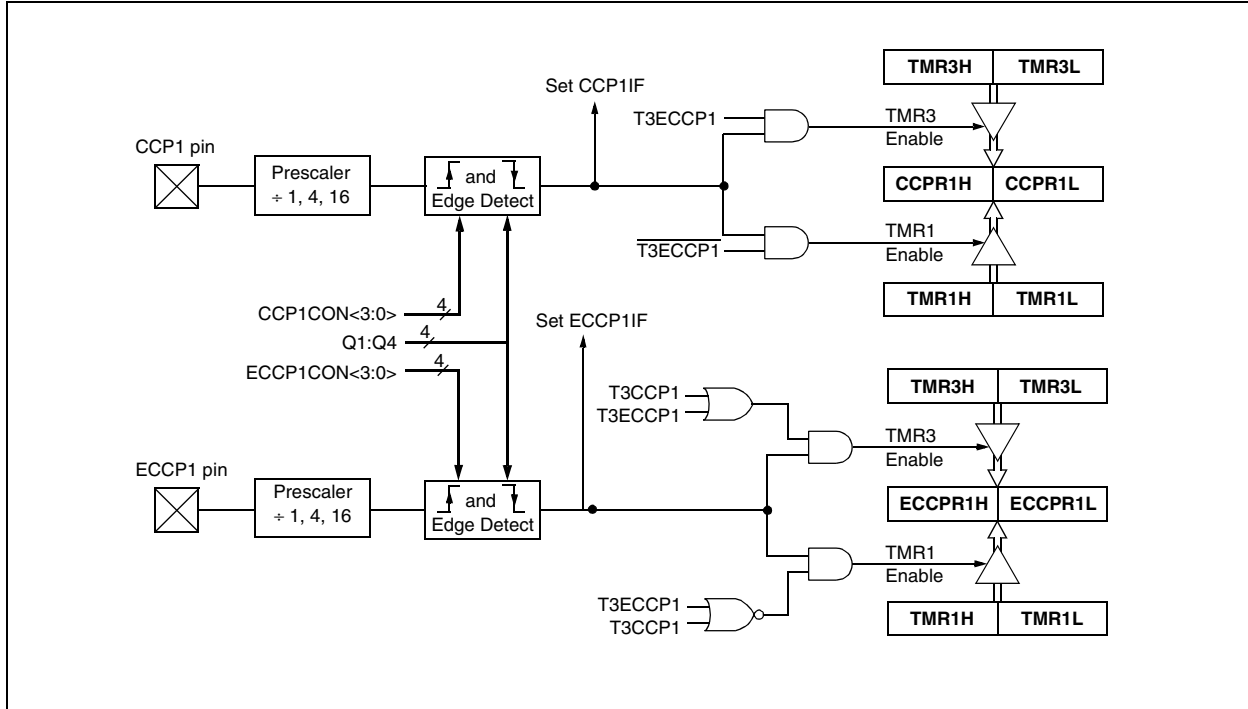 TMR3H TMR3L
Set CCP1IF
T3ECCP1
TMR3
Enable
CCP1 pin
Prescaler
÷ 1, 4, 16
and
Edge Detect
CCPR1H CCPR1L
T3ECCP1
TMR1
Enable
TMR1H TMR1L
CCP1CON<3:0> 4
Q1:Q4 4
ECCP1CON<3:0> 4
Set ECCP1IF
TMR3H TMR3L
T3CCP1
T3ECCP1
TMR3
Enable
ECCP1 pin
Prescaler
÷ 1, 4, 16
and
Edge Detect
ECCPR1H ECCPR1L
TMR1
Enable
T3ECCP1
T3CCP1
TMR1H TMR1L